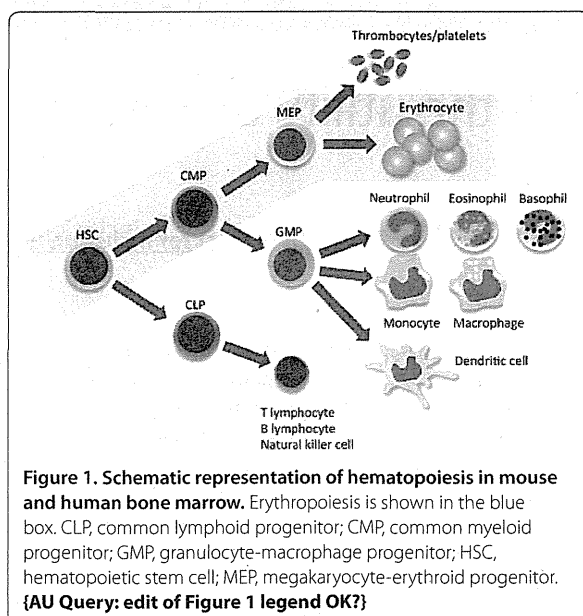 Thrombocytes/platelets
MEP
Erythrocyte
CMP
Neutrophil Eosinophil Basophil
HSC
GMP
CLP
Monocyte Macrophage
Dendritic cell
T lymphocyte
B lymphocyte
Natural killer cell
Figure 1. Schematic representation of hematopoiesis in mouse
and human bone marrow. Erythropoiesis is shown in the blue
box. CLP, common lymphoid progenitor; CMP, common myeloid
progenitor; GMP, granulocyte-macrophage progenitor; HSC,
hematopoietic stem cell; MEP, megakaryocyte-erythroid progenitor.
{AU Query: edit of Figure 1 legend OK?}